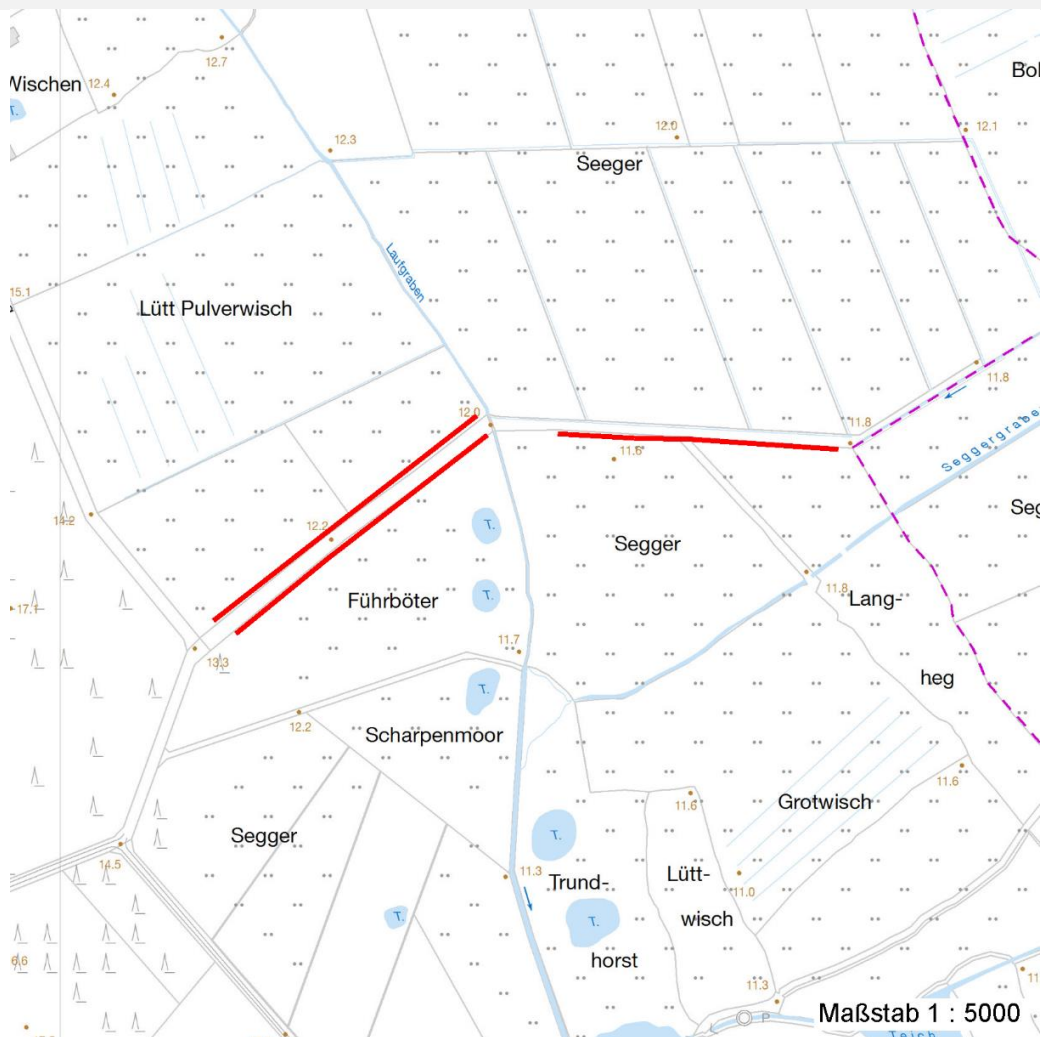 12.7
Wischen
12.4
T.
12.3
12.0
12.1
Seeger
Laufgraben
15.1
Lütt Pulverwisch
11.8
12.0
11.8
11.6
Seggergraben
14.2
12.2
Segger
T.
Führböter
T.
11.8
Lang-
17.1
13.3
11.7
heg
T.
12.2
Scharpenmoor
11.6
11.6
Grotwisch
Segger
T.
14.5
11.3
Trund-
Lütt-
11.0
wisch
T.
T.
horst
11.3
P
Maßstab 1 : 5000
Teich